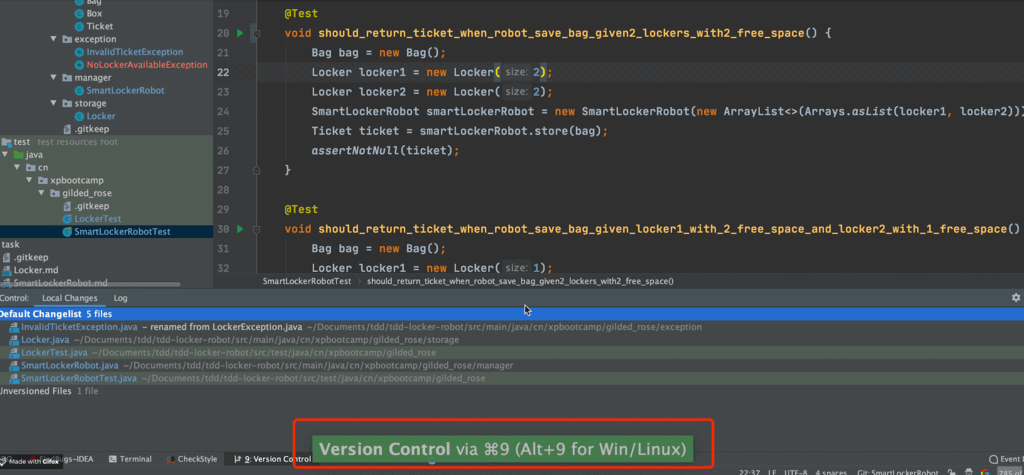 Bag
Box
Ticket
exception
InvalidTicketException
NoLockerAvailableException
manager
SmartLockerRobot
storage
Locker
.gitkeep
test test resources root
java
cn
xpbootcamp
gilded_rose
.gitkeep
LockerTest
SmartLockerRobotTest
task
.gitkeep
Locker.md
SmartLockerRobot.md
19 @Test
20 void should_return_ticket_when_robot_save_bag_given2_lockers_with2_free_space() {
21 Bag bag = new Bag();
22 Locker locker1 = new Locker( size: 2);
23 Locker locker2 = new Locker( size: 2);
24 SmartLockerRobot smartLockerRobot = new SmartLockerRobot(new ArrayList<>(Arrays.asList(locker1, locker2)))
25 Ticket ticket = smartLockerRobot.store(bag);
26 assertNotNull(ticket);
27 }
28
29 @Test
30 void should_return_ticket_when_robot_save_bag_given_locker1_with_2_free_space_and_locker2_with_1_free_space()
31 Bag bag = new Bag();
32 Locker locker1 = new Locker( size: 1);
SmartLockerRobotTest › should_return_ticket_when_robot_save_bag_given2_lockers_with2_free_space()
Control: Local Changes Log
Default Changelist 5 files
InvalidTicketException.java – renamed from LockerException.java ~/Documents/tdd/tdd-locker-robot/src/main/java/cn/xpbootcamp/gilded_rose/exception
Locker.java ~/Documents/tdd/tdd-locker-robot/src/main/java/cn/xpbootcamp/gilded_rose/storage
LockerTest.java ~/Documents/tdd/tdd-locker-robot/src/test/java/cn/xpbootcamp/gilded_rose
SmartLockerRobot.java ~/Documents/tdd/tdd-locker-robot/src/main/java/cn/xpbootcamp/gilded_rose/manager
SmartLockerRobotTest.java ~/Documents/tdd/tdd-locker-robot/src/test/java/cn/xpbootcamp/gilded_rose
Unversioned Files 1 file
Version Control via ⌘9 (Alt+9 for Win/Linux)
Made with Gifox
-IDEA Terminal CheckStyle 9: Version Control Event
22:37 LF UTF-8 4 spaces Git: SmartLockerRobot